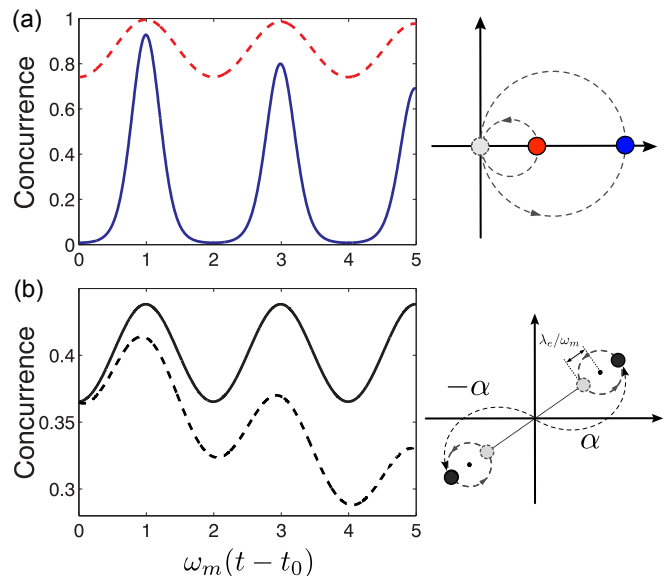 (a)
Concurrence
1
0.8
0.6
0.4
0.2
0
0 1 2 3 4 5
(b)
Concurrence
0.4
0.35
0.3
0 1 2 3 4 5
ω_m(t − t_0)
λ_e/ω_m
−α
α